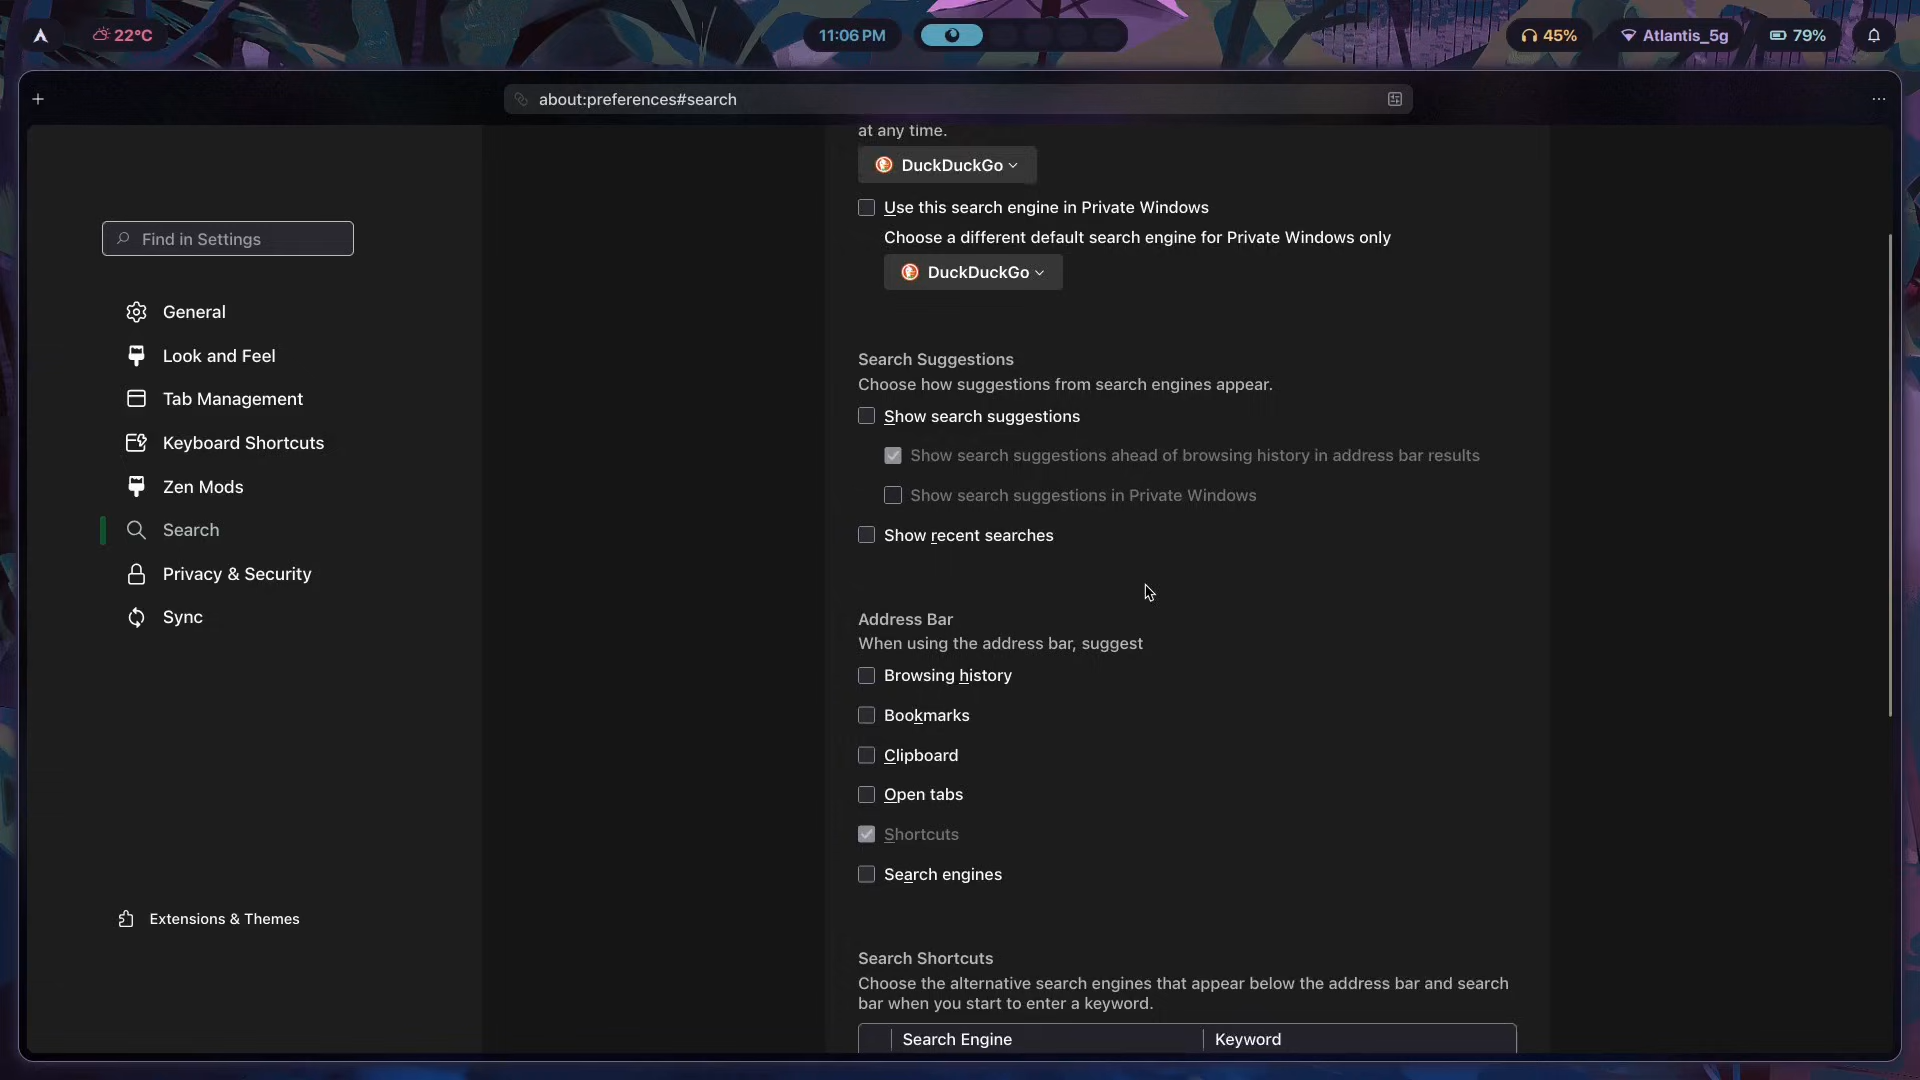 22°C
11:06 PM
45%
Atlantis_5g
79%
about:preferences#search
at any time.
DuckDuckGo
Use this search engine in Private Windows
Choose a different default search engine for Private Windows only
DuckDuckGo
Find in Settings
General
Look and Feel
Tab Management
Keyboard Shortcuts
Zen Mods
Search
Privacy & Security
Sync
Extensions & Themes
Search Suggestions
Choose how suggestions from search engines appear.
Show search suggestions
Show search suggestions ahead of browsing history in address bar results
Show search suggestions in Private Windows
Show recent searches
Address Bar
When using the address bar, suggest
Browsing history
Bookmarks
Clipboard
Open tabs
Shortcuts
Search engines
Search Shortcuts
Choose the alternative search engines that appear below the address bar and search
bar when you start to enter a keyword.
Search Engine
Keyword